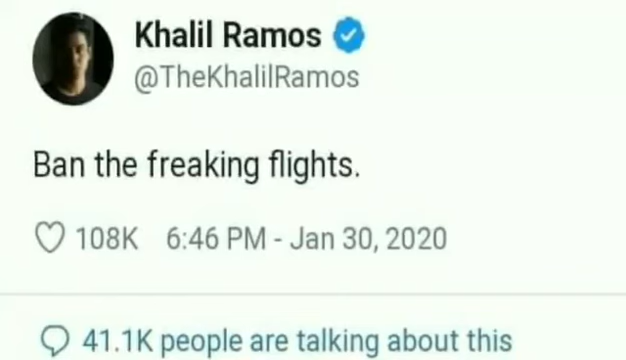 Khalil Ramos
@TheKhalilRamos
Ban the freaking flights.
108K 6:46 PM - Jan 30, 2020
41.1K people are talking about this